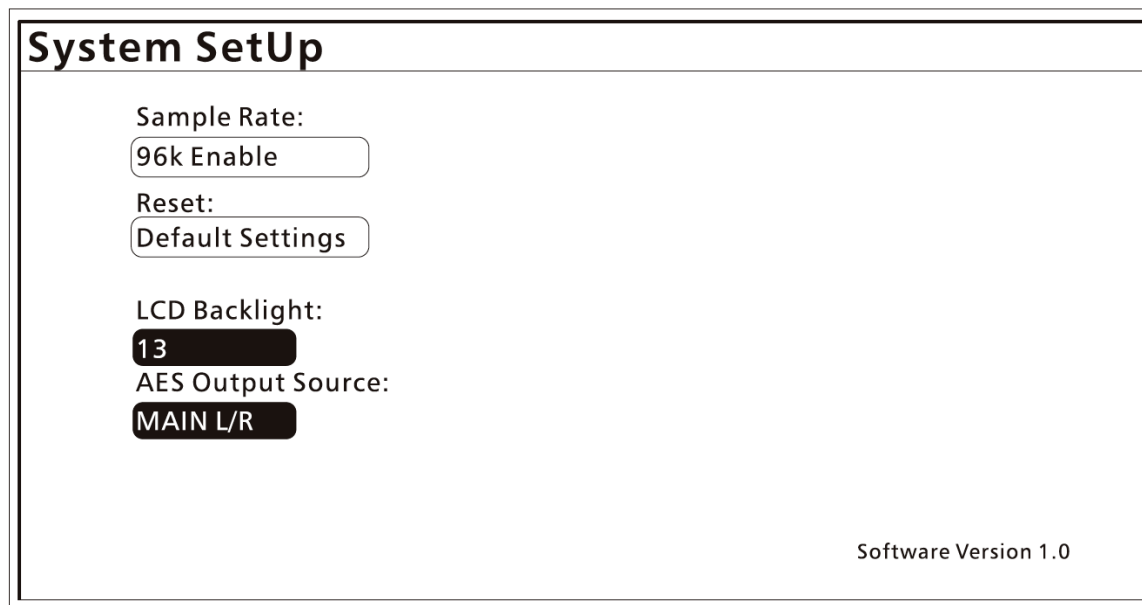 System SetUp
Sample Rate:
96k Enable
Reset:
Default Settings
LCD Backlight:
13
AES Output Source:
MAIN L/R
Software Version 1.0